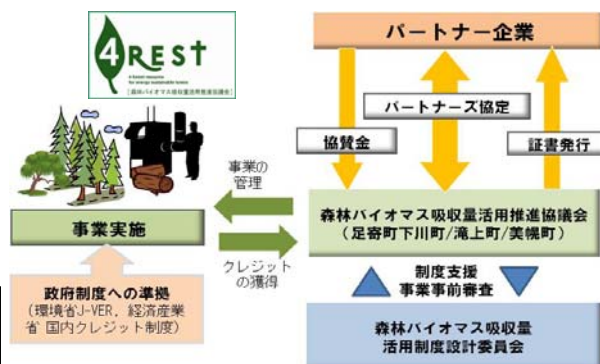 4REST
A forest resource
for energy sustainable towns
［森林バイオマス吸収量活用推進協議会］
パートナー企業
パートナーズ協定
協賛金
証書発行
事業の
管理
事業実施
森林バイオマス吸収量活用推進協議会
（足寄町下川町/滝上町/美幌町）
クレジット
の獲得
政府制度への準拠
（環境省J-VER，経済産業
省 国内クレジット制度）
制度支援
事業事前審査
森林バイオマス吸収量
活用制度設計委員会